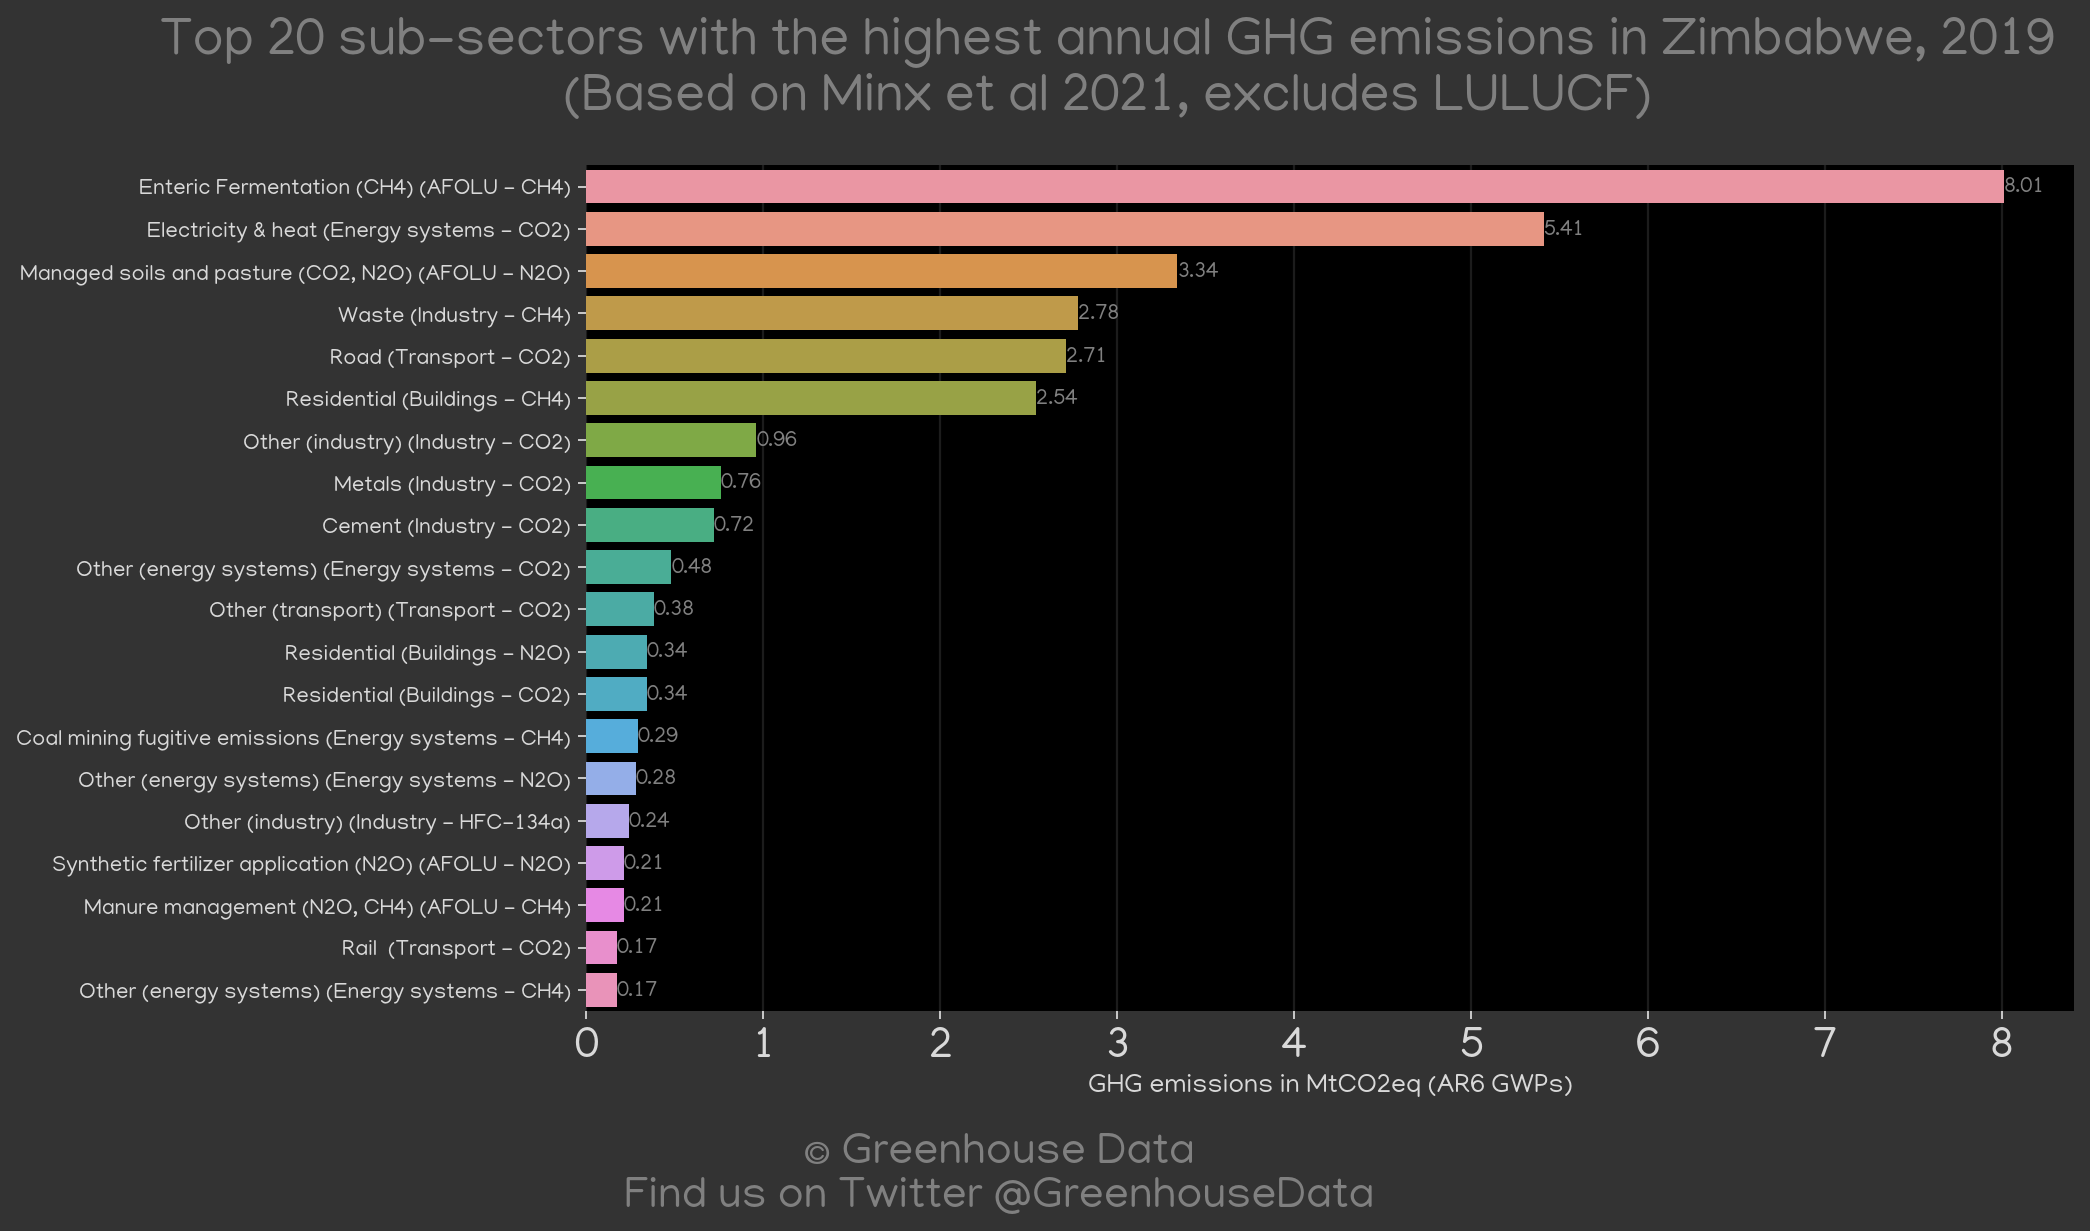 Top 20 sub-sectors with the highest annual GHG emissions in Zimbabwe, 2019
(Based on Minx et al 2021, excludes LULUCF)
Enteric Fermentation (CH4) (AFOLU - CH4) 8.01
Electricity & heat (Energy systems - CO2) 5.41
Managed soils and pasture (CO2, N2O) (AFOLU - N2O) 3.34
Waste (Industry - CH4) 2.78
Road (Transport - CO2) 2.71
Residential (Buildings - CH4) 2.54
Other (industry) (Industry - CO2) 0.96
Metals (Industry - CO2) 0.76
Cement (Industry - CO2) 0.72
Other (energy systems) (Energy systems - CO2) 0.48
Other (transport) (Transport - CO2) 0.38
Residential (Buildings - N2O) 0.34
Residential (Buildings - CO2) 0.34
Coal mining fugitive emissions (Energy systems - CH4) 0.29
Other (energy systems) (Energy systems - N2O) 0.28
Other (industry) (Industry - HFC-134a) 0.24
Synthetic fertilizer application (N2O) (AFOLU - N2O) 0.21
Manure management (N2O, CH4) (AFOLU - CH4) 0.21
Rail  (Transport - CO2) 0.17
Other (energy systems) (Energy systems - CH4) 0.17
0 1 2 3 4 5 6 7 8
GHG emissions in MtCO2eq (AR6 GWPs)
© Greenhouse Data
Find us on Twitter @GreenhouseData